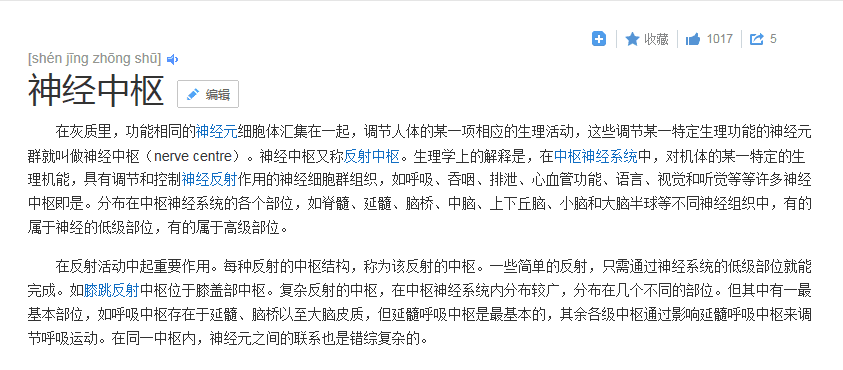 收藏 1017 5
[shén jīng zhōng shū]
神经中枢 编辑
在灰质里，功能相同的神经元细胞体汇集在一起，调节人体的某一项相应的生理活动，这些调节某一特定生理功能的神经元
群就叫做神经中枢（nerve centre）。神经中枢又称反射中枢。生理学上的解释是，在中枢神经系统中，对机体的某一特定的生
理机能，具有调节和控制神经反射作用的神经细胞群组织，如呼吸、吞咽、排泄、心血管功能、语言、视觉和听觉等等许多神经
中枢即是。分布在中枢神经系统的各个部位，如脊髓、延髓、脑桥、中脑、上下丘脑、小脑和大脑半球等不同神经组织中，有的
属于神经的低级部位，有的属于高级部位。
在反射活动中起重要作用。每种反射的中枢结构，称为该反射的中枢。一些简单的反射，只需通过神经系统的低级部位就能
完成。如膝跳反射中枢位于膝盖部中枢。复杂反射的中枢，在中枢神经系统内分布较广，分布在几个不同的部位。但其中有一最
基本部位，如呼吸中枢存在于延髓、脑桥以至大脑皮质，但延髓呼吸中枢是最基本的，其余各级中枢通过影响延髓呼吸中枢来调
节呼吸运动。在同一中枢内，神经元之间的联系也是错综复杂的。